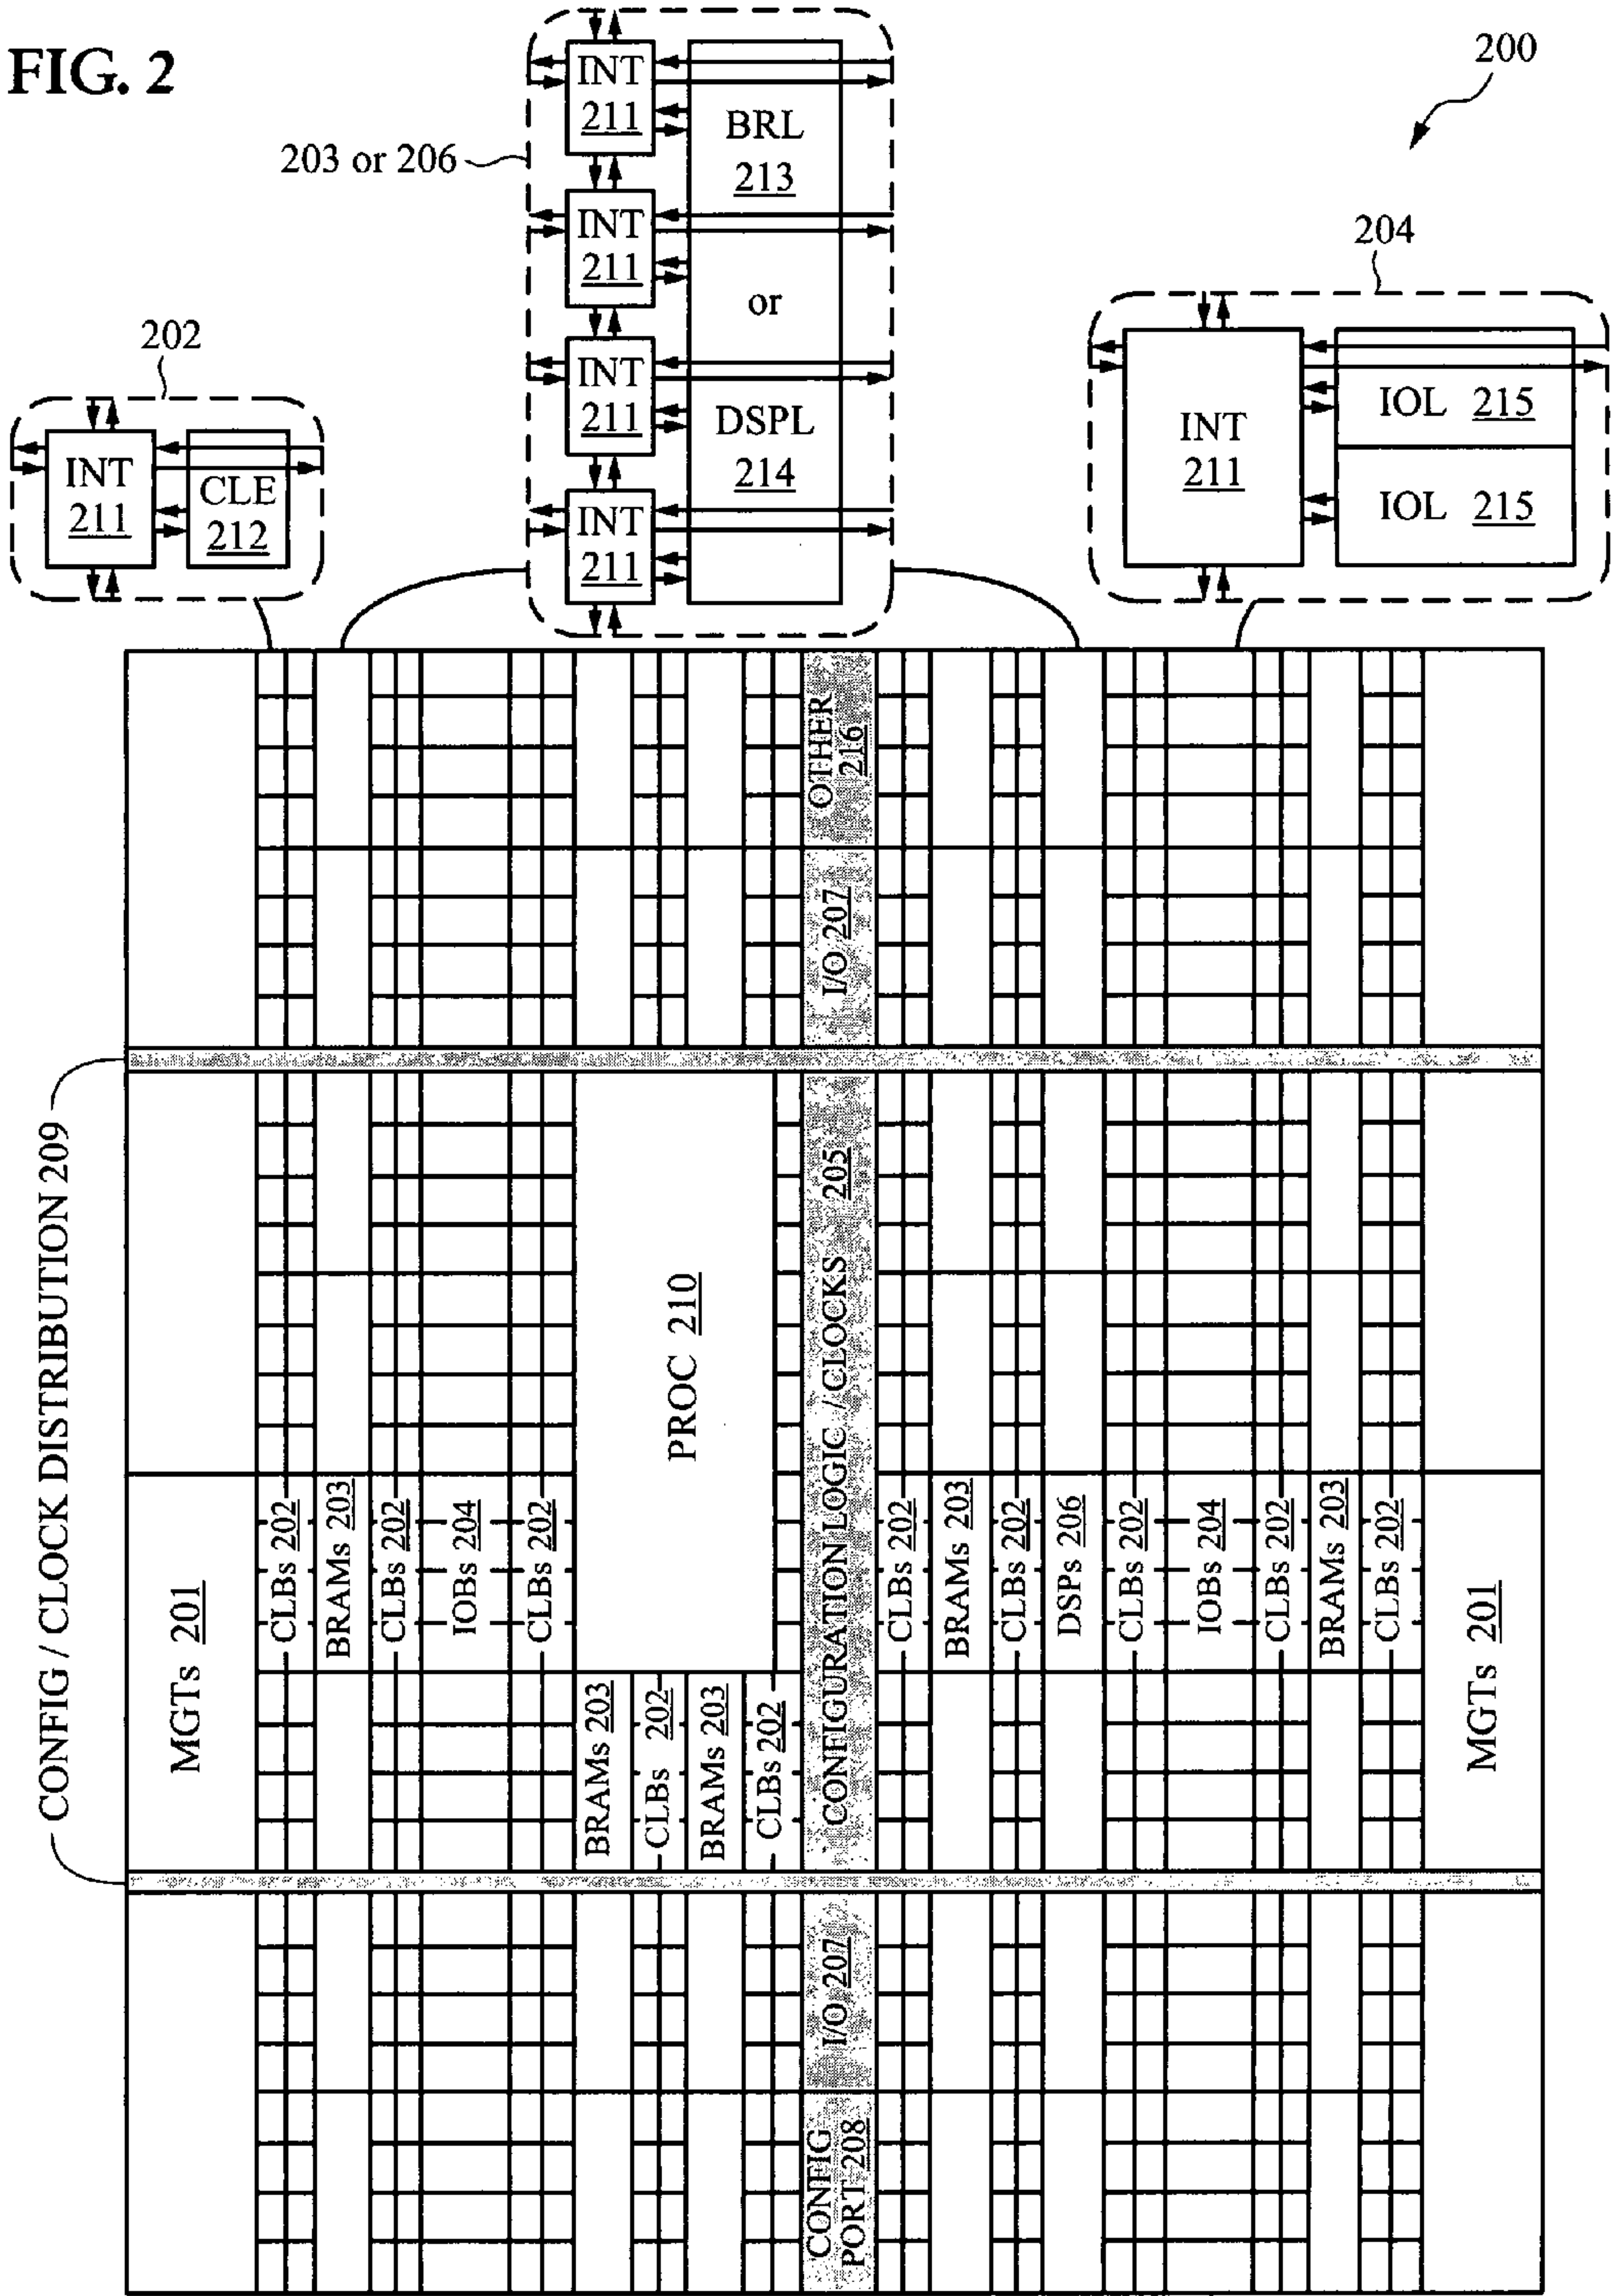 FIG. 2
200
203 or 206
INT
211
INT
211
INT
211
INT
211
BRL
213
or
DSPL
214
202
INT
211
CLE
212
204
INT
211
IOL 215
IOL 215
CONFIG / CLOCK DISTRIBUTION 209
OTHER
216
I/O 207
MGTs 201
CLBs 202
BRAMs 203
CLBs 202
IOBs 204
CLBs 202
PROC 210
BRAMs 203
CLBs 202
BRAMs 203
CLBs 202
CONFIGURATION LOGIC / CLOCKS 205
CLBs 202
BRAMs 203
CLBs 202
DSPs 206
CLBs 202
IOBs 204
CLBs 202
BRAMs 203
CLBs 202
MGTs 201
I/O 207
CONFIG
PORT 208